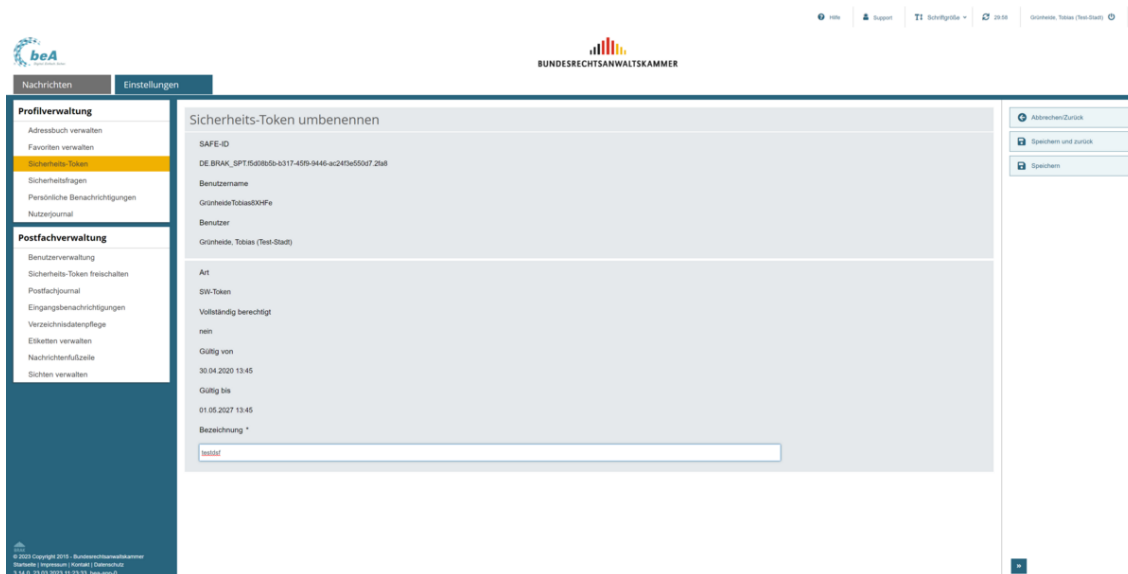 Hilfe
Support
Schriftgröße
Grünheide, Tobias (Test-Stadt)
beA
BUNDESRECHTSANWALTSKAMMER
Nachrichten
Einstellungen
Profilverwaltung
Adressbuch verwalten
Favoriten verwalten
Sicherheits-Token
Sicherheitsfragen
Persönliche Benachrichtigungen
Nutzerjournal
Postfachverwaltung
Benutzerverwaltung
Sicherheits-Token freischalten
Postfachjournal
Eingangsbenachrichtigungen
Verzeichnisdatenpflege
Etiketten verwalten
Nachrichtenfußzeile
Sichten verwalten
© 2023 Copyright 2015 - Bundesrechtsanwaltskammer
Startseite | Impressum | Kontakt | Datenschutz
Sicherheits-Token umbenennen
SAFE-ID
DE.BRAK_SPT.f5d08b5b-b317-45f9-9446-ac24f3e550d7.2fa8
Benutzername
GrünheideTobias8XHFe
Benutzer
Grünheide, Tobias (Test-Stadt)
Art
SW-Token
Vollständig berechtigt
nein
Gültig von
30.04.2020 13:45
Gültig bis
01.05.2027 13:45
Bezeichnung *
testdsf
Abbrechen/Zurück
Speichern und zurück
Speichern